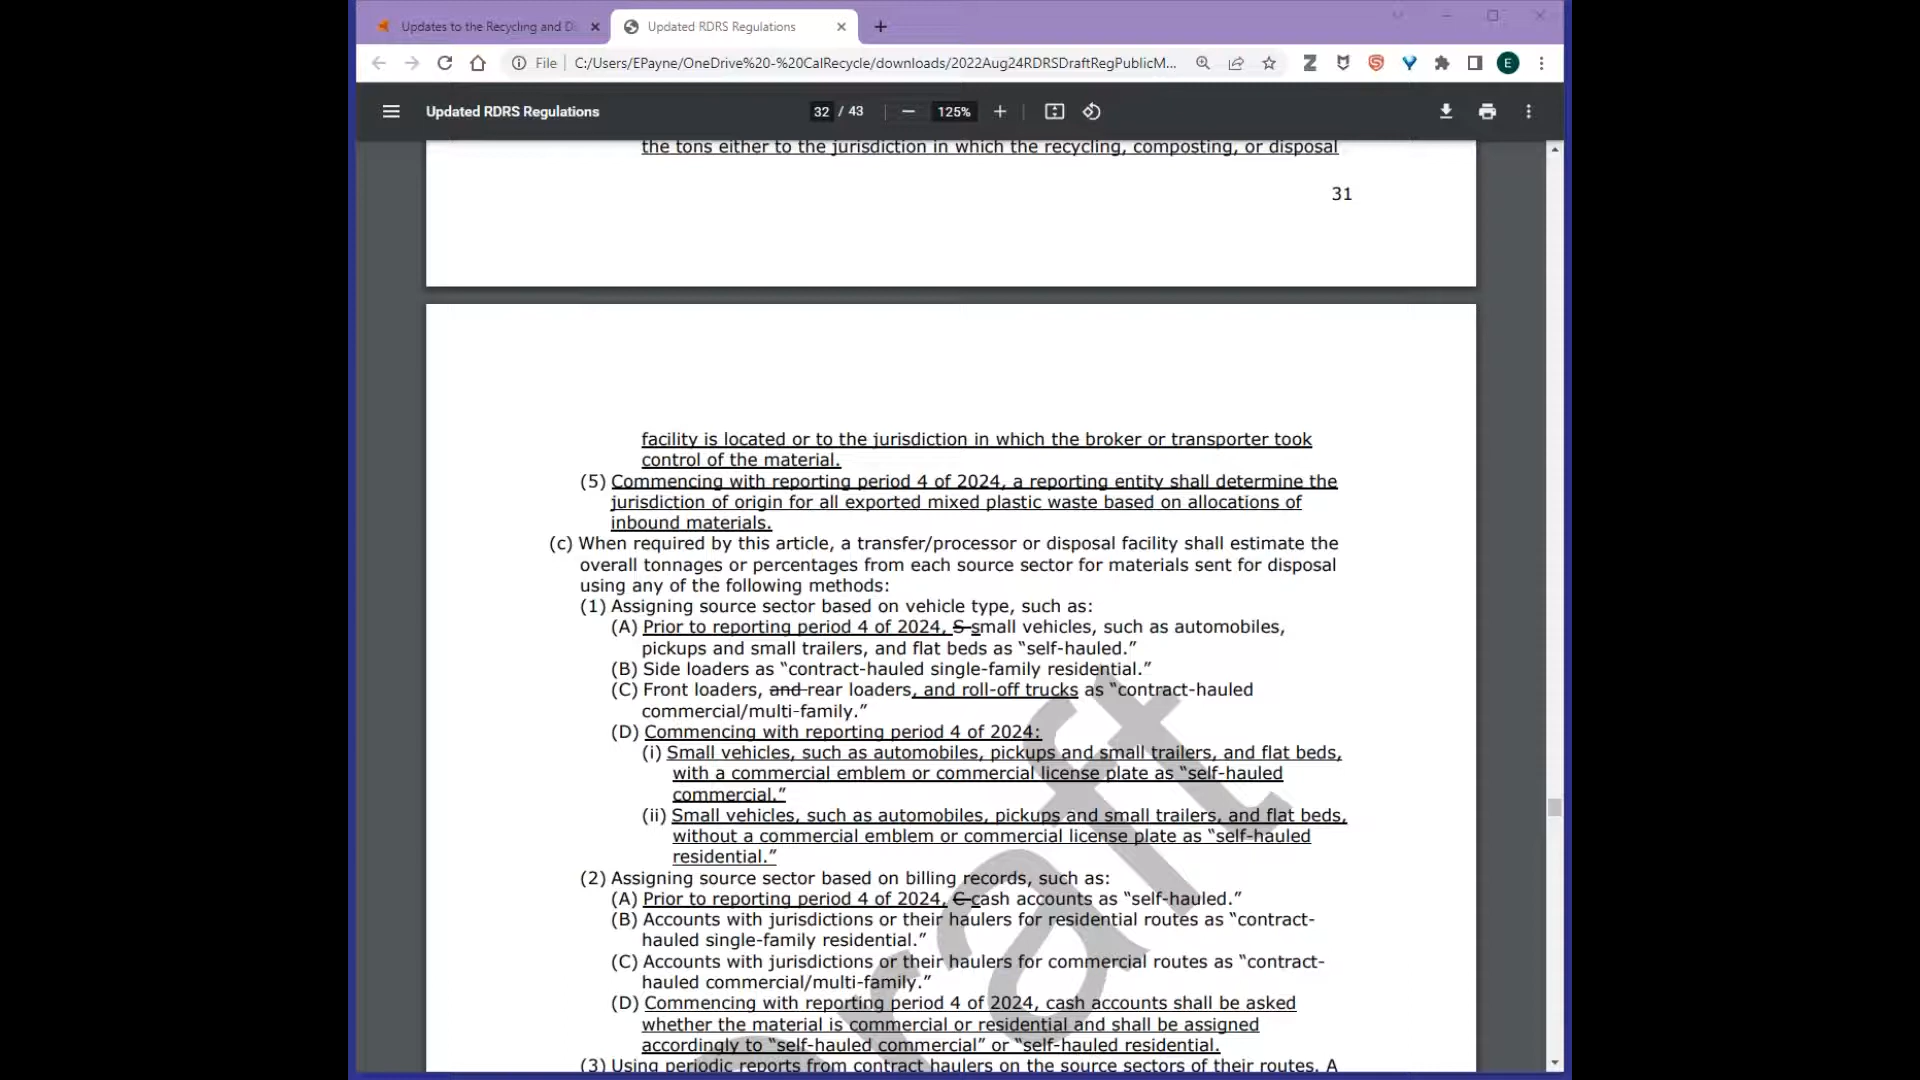 Updates to the Recycling and D
Updated RDRS Regulations
File
C:/Users/EPayne/OneDrive%20-%20CalRecycle/downloads/2022Aug24RDRSDraftRegPublicM...
E
Updated RDRS Regulations
32 / 43
125%
the tons either to the jurisdiction in which the recycling, composting, or disposal
31
facility is located or to the jurisdiction in which the broker or transporter took
control of the material.
(5) Commencing with reporting period 4 of 2024, a reporting entity shall determine the
jurisdiction of origin for all exported mixed plastic waste based on allocations of
inbound materials.
(c) When required by this article, a transfer/processor or disposal facility shall estimate the
overall tonnages or percentages from each source sector for materials sent for disposal
using any of the following methods:
(1) Assigning source sector based on vehicle type, such as:
(A) Prior to reporting period 4 of 2024, S small vehicles, such as automobiles,
pickups and small trailers, and flat beds as “self-hauled.”
(B) Side loaders as “contract-hauled single-family residential.”
(C) Front loaders, and rear loaders, and roll-off trucks as “contract-hauled
commercial/multi-family.”
(D) Commencing with reporting period 4 of 2024:
(i) Small vehicles, such as automobiles, pickups and small trailers, and flat beds,
with a commercial emblem or commercial license plate as “self-hauled
commercial.”
(ii) Small vehicles, such as automobiles, pickups and small trailers, and flat beds,
without a commercial emblem or commercial license plate as “self-hauled
residential.”
(2) Assigning source sector based on billing records, such as:
(A) Prior to reporting period 4 of 2024, C cash accounts as “self-hauled.”
(B) Accounts with jurisdictions or their haulers for residential routes as “contract-
hauled single-family residential.”
(C) Accounts with jurisdictions or their haulers for commercial routes as “contract-
hauled commercial/multi-family.”
(D) Commencing with reporting period 4 of 2024, cash accounts shall be asked
whether the material is commercial or residential and shall be assigned
accordingly to “self-hauled commercial” or “self-hauled residential.
(3) Using periodic reports from contract haulers on the source sectors of their routes. A
raft